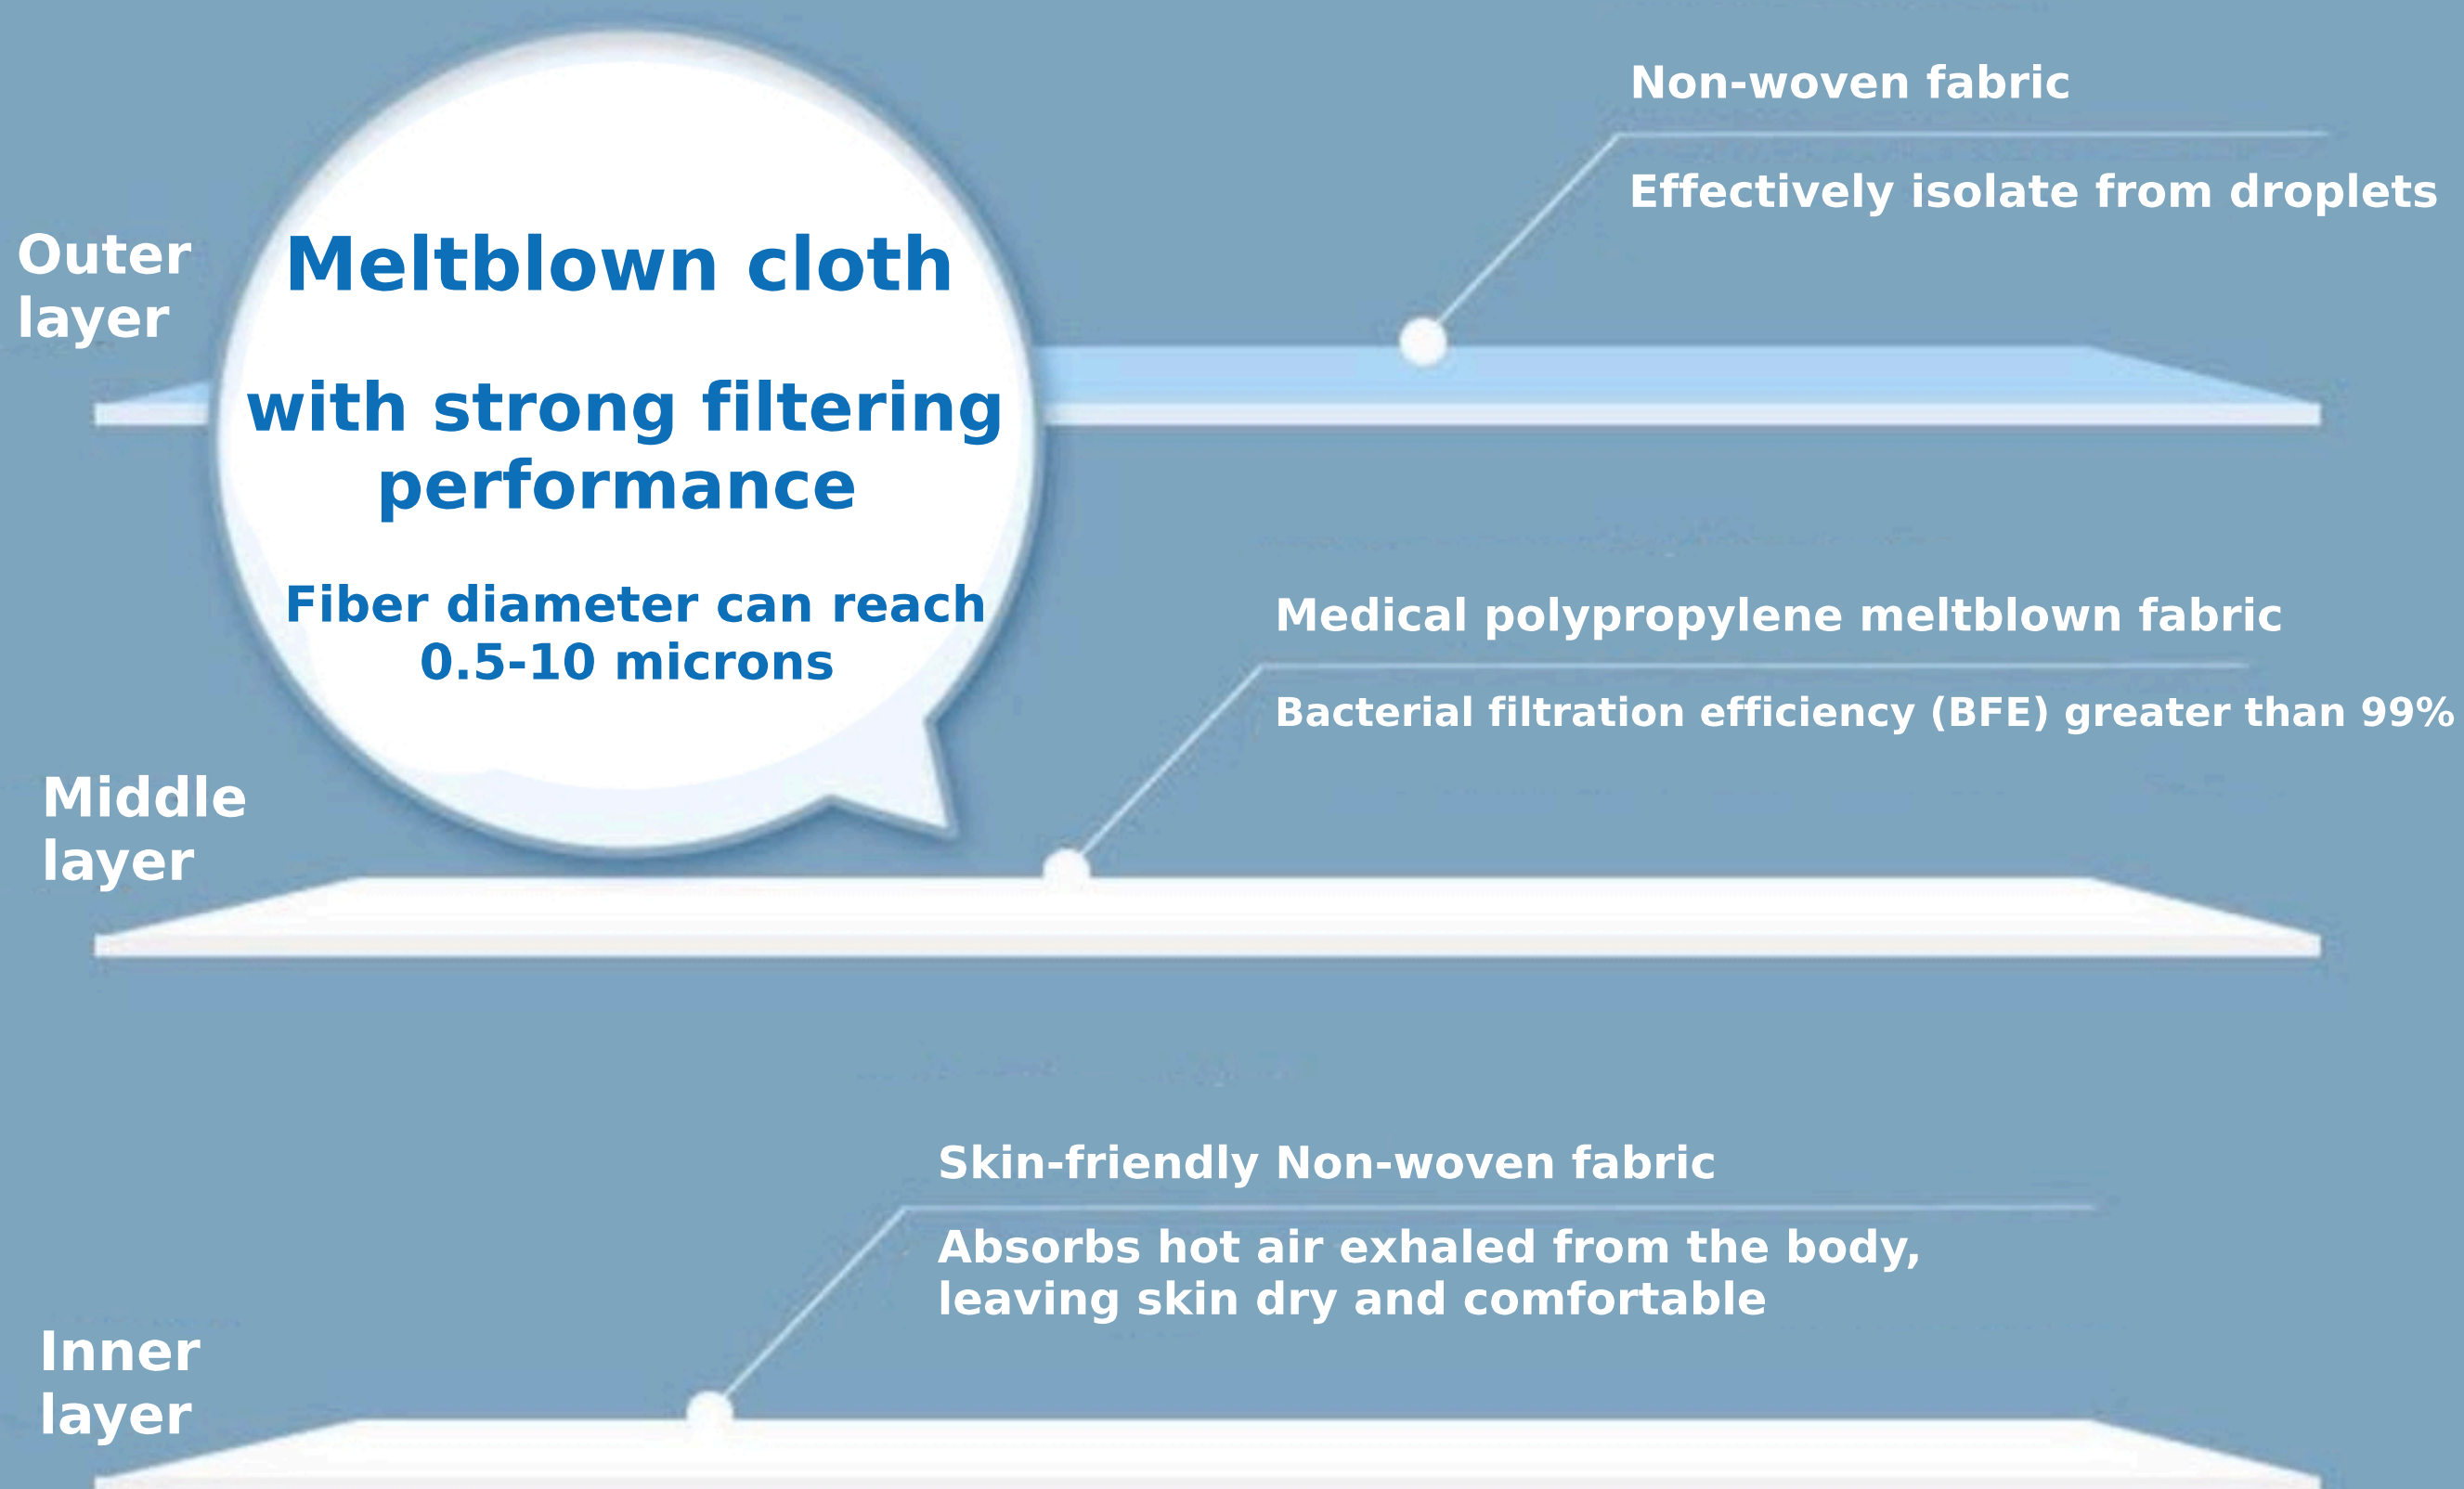 Non-woven fabric
Effectively isolate from droplets
Outer
layer
Meltblown cloth
with strong filtering
performance
Fiber diameter can reach
0.5-10 microns
Medical polypropylene meltblown fabric
Bacterial filtration efficiency (BFE) greater than 99%
Middle
layer
Skin-friendly Non-woven fabric
Absorbs hot air exhaled from the body,
leaving skin dry and comfortable
Inner
layer